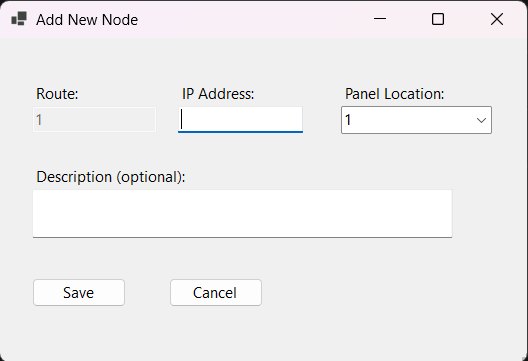 Add New Node
Route: IP Address: Panel Location:
1 1
Description (optional):
Save Cancel